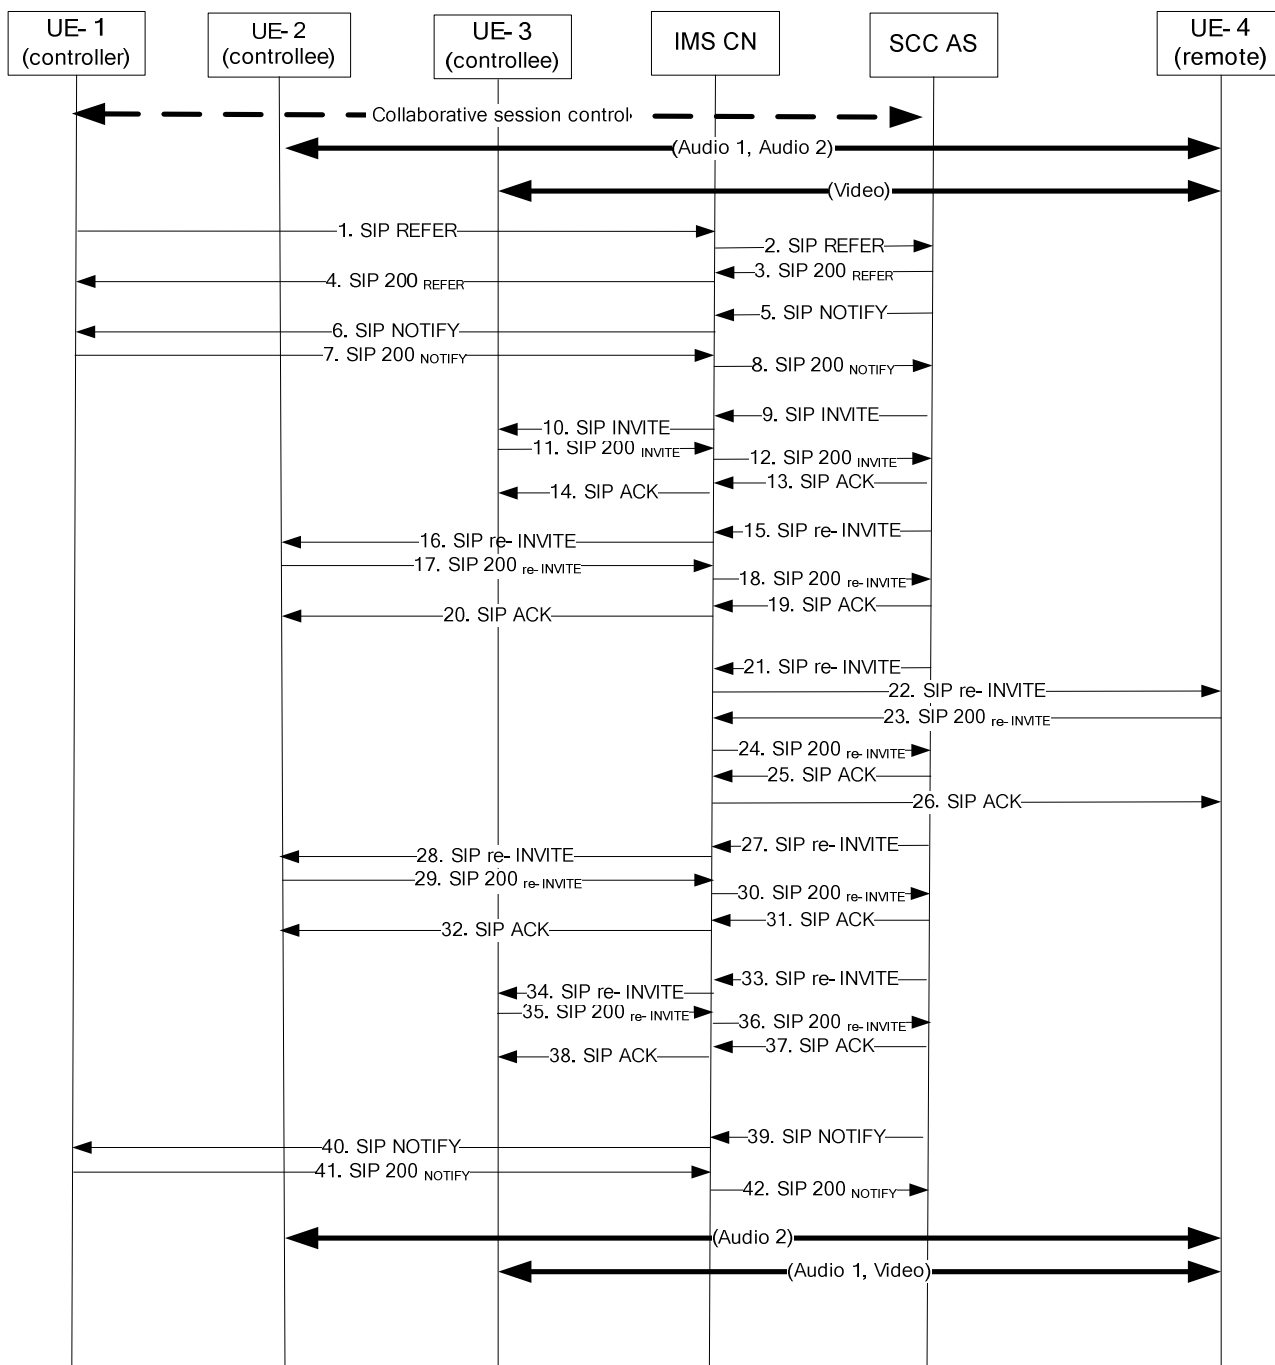 UE- 1
(controller)
UE- 2
(controllee)
UE- 3
(controllee)
IMS CN
SCC AS
UE- 4
(remote)
Collaborative session control
(Audio 1, Audio 2)
(Video)
1. SIP REFER
2. SIP REFER
3. SIP 200 REFER
4. SIP 200 REFER
5. SIP NOTIFY
6. SIP NOTIFY
7. SIP 200 NOTIFY
8. SIP 200 NOTIFY
9. SIP INVITE
10. SIP INVITE
11. SIP 200 INVITE
12. SIP 200 INVITE
13. SIP ACK
14. SIP ACK
15. SIP re- INVITE
16. SIP re- INVITE
17. SIP 200 re- INVITE
18. SIP 200 re- INVITE
19. SIP ACK
20. SIP ACK
21. SIP re- INVITE
22. SIP re- INVITE
23. SIP 200 re- INVITE
24. SIP 200 re- INVITE
25. SIP ACK
26. SIP ACK
27. SIP re- INVITE
28. SIP re- INVITE
29. SIP 200 re- INVITE
30. SIP 200 re- INVITE
31. SIP ACK
32. SIP ACK
33. SIP re- INVITE
34. SIP re- INVITE
35. SIP 200 re- INVITE
36. SIP 200 re- INVITE
37. SIP ACK
38. SIP ACK
39. SIP NOTIFY
40. SIP NOTIFY
41. SIP 200 NOTIFY
42. SIP 200 NOTIFY
(Audio 2)
(Audio 1, Video)